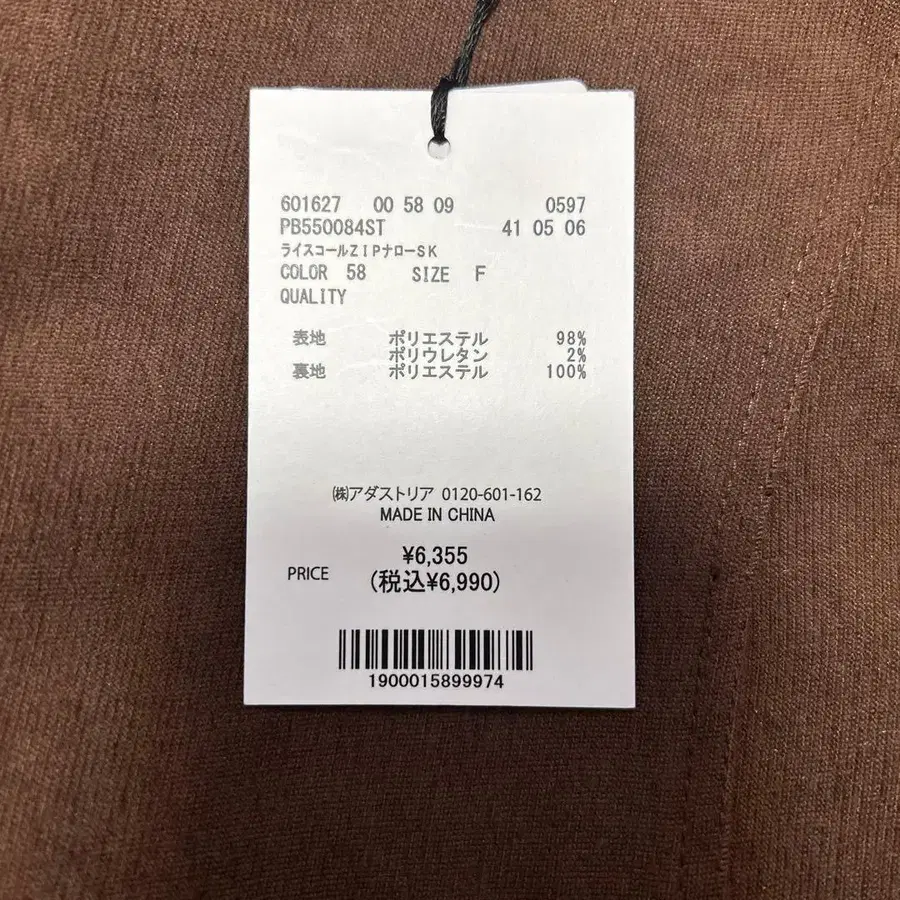 601627 00 58 09 0597
PB550084ST 41 05 06
ライスコールZIPナローSK
COLOR 58 SIZE F
QUALITY
表地 ポリエステル 98%
ポリウレタン 2%
裏地 ポリエステル 100%
㈱アダストリア 0120-601-162
MADE IN CHINA
¥6,355
PRICE (税込¥6,990)
1900015899974